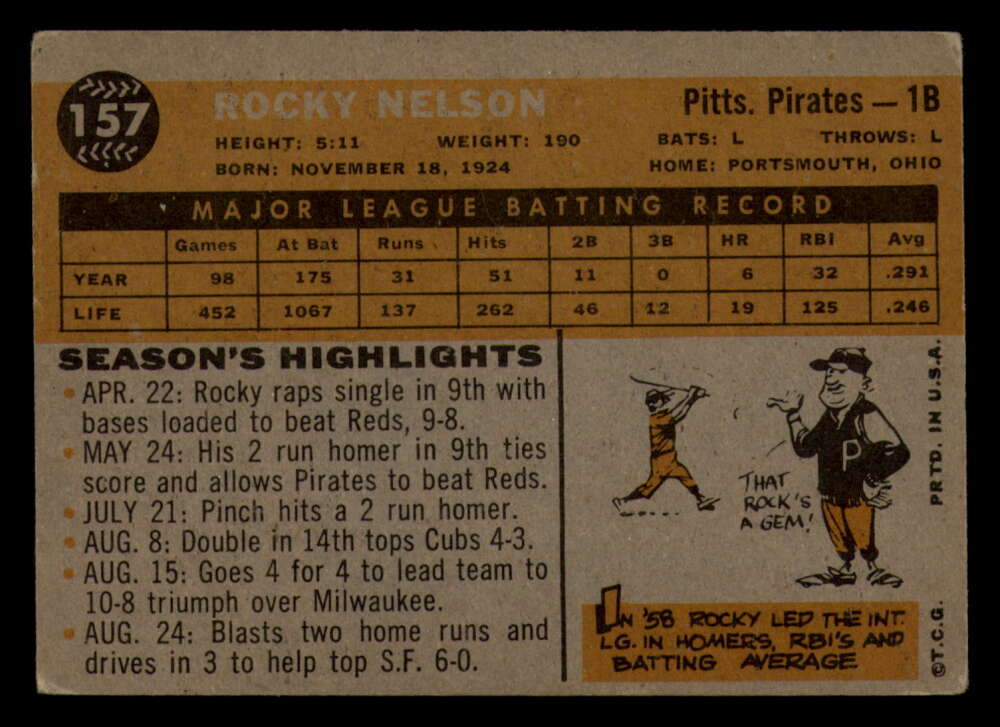 157
ROCKY NELSON
Pitts. Pirates — 1B
HEIGHT: 5:11 WEIGHT: 190 BATS: L THROWS: L
BORN: NOVEMBER 18, 1924 HOME: PORTSMOUTH, OHIO
MAJOR LEAGUE BATTING RECORD
Games At Bat Runs Hits 2B 3B HR RBI Avg
YEAR 98 175 31 51 11 0 6 32 .291
LIFE 452 1067 137 262 46 12 19 125 .246
SEASON'S HIGHLIGHTS
• APR. 22: Rocky raps single in 9th with
bases loaded to beat Reds, 9-8.
• MAY 24: His 2 run homer in 9th ties
score and allows Pirates to beat Reds.
• JULY 21: Pinch hits a 2 run homer.
• AUG. 8: Double in 14th tops Cubs 4-3.
• AUG. 15: Goes 4 for 4 to lead team to
10-8 triumph over Milwaukee.
• AUG. 24: Blasts two home runs and
drives in 3 to help top S.F. 6-0.
P
THAT
ROCK'S
A GEM!
IN '58 ROCKY LED THE INT.
LG. IN HOMERS, RBI'S AND
BATTING AVERAGE
©T.C.G. PRTD. IN U.S.A.